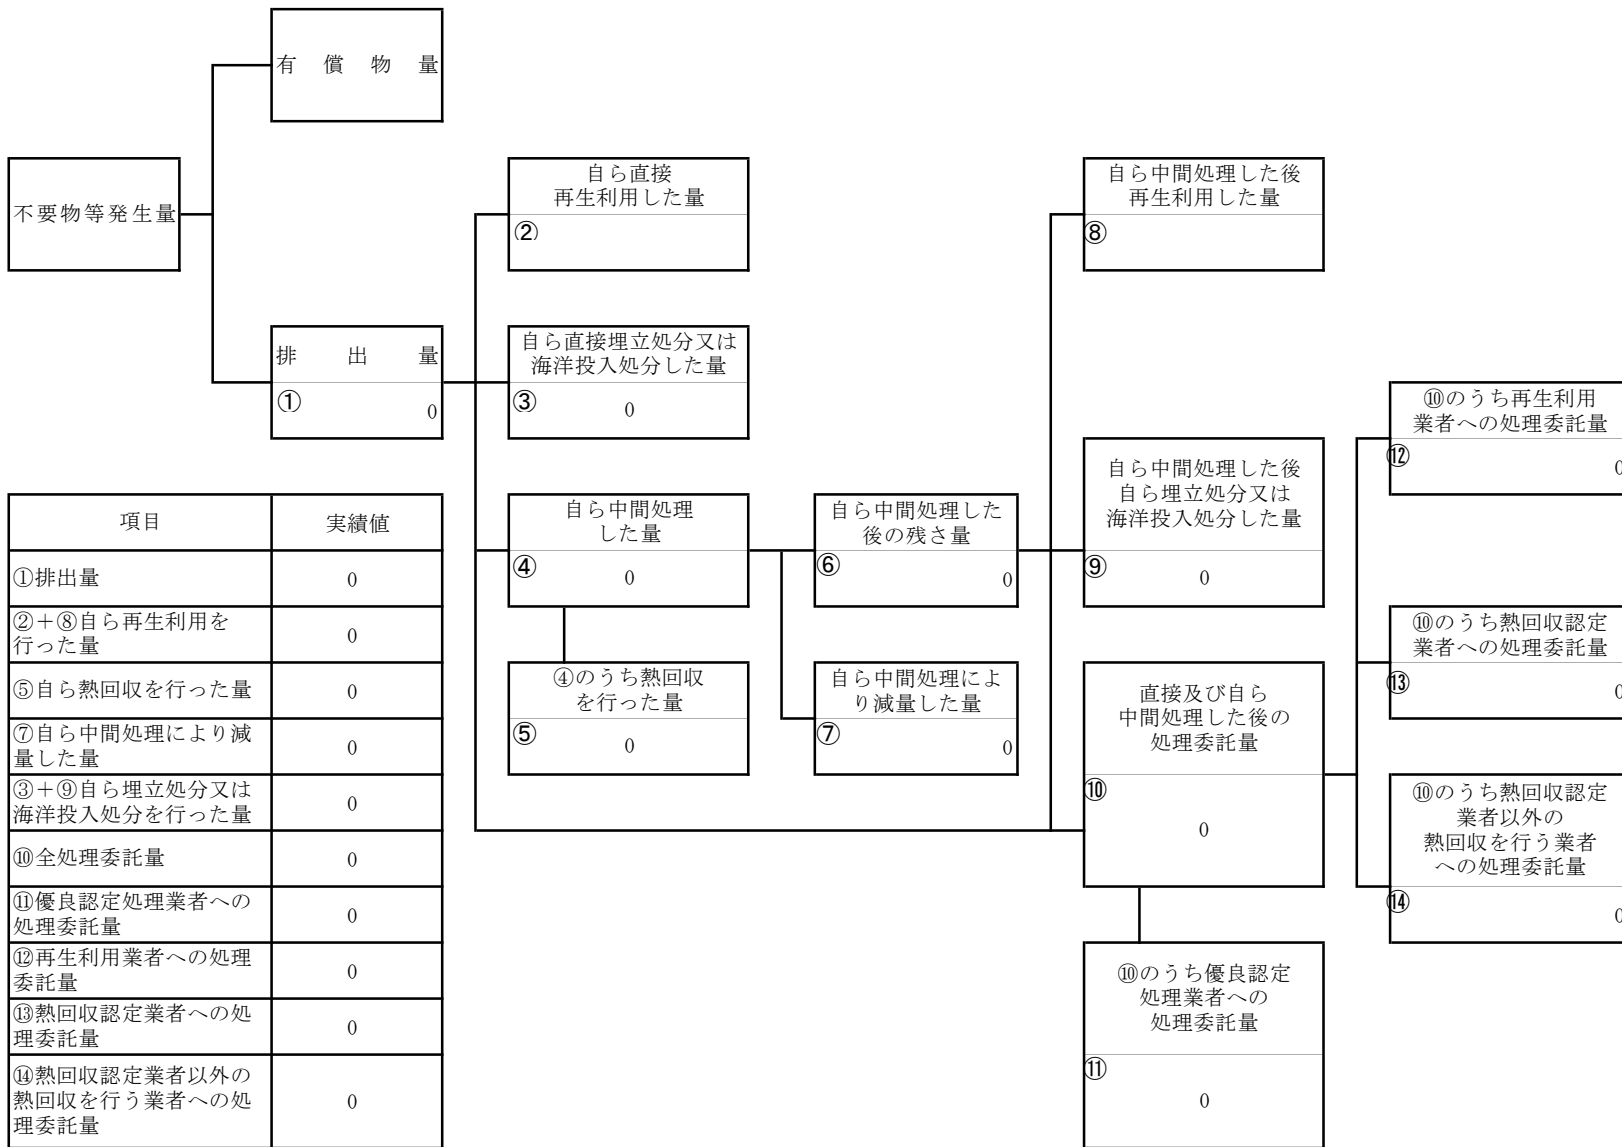 有償物量
不要物等発生量
自ら直接
再生利用した量
②
自ら中間処理した後
再生利用した量
⑧
排出量
①
0
自ら直接埋立処分又は
海洋投入処分した量
③
0
⑩のうち再生利用
業者への処理委託量
⑫
0
自ら中間処理
した量
④
0
自ら中間処理した
後の残さ量
⑥
0
自ら中間処理した後
自ら埋立処分又は
海洋投入処分した量
⑨
0
⑩のうち熱回収認定
業者への処理委託量
⑬
0
④のうち熱回収
を行った量
⑤
0
自ら中間処理によ
り減量した量
⑦
0
直接及び自ら
中間処理した後の
処理委託量
⑩
0
⑩のうち熱回収認定
業者以外の
熱回収を行う業者
への処理委託量
⑭
0
⑩のうち優良認定
処理業者への
処理委託量
⑪
0
項目 実績値
①排出量 0
②+⑧自ら再生利用を
行った量 0
⑤自ら熱回収を行った量 0
⑦自ら中間処理により減
量した量 0
③+⑨自ら埋立処分又は
海洋投入処分を行った量 0
⑩全処理委託量 0
⑪優良認定処理業者への
処理委託量 0
⑫再生利用業者への処理
委託量 0
⑬熱回収認定業者への処
理委託量 0
⑭熱回収認定業者以外の
熱回収を行う業者への処
理委託量 0